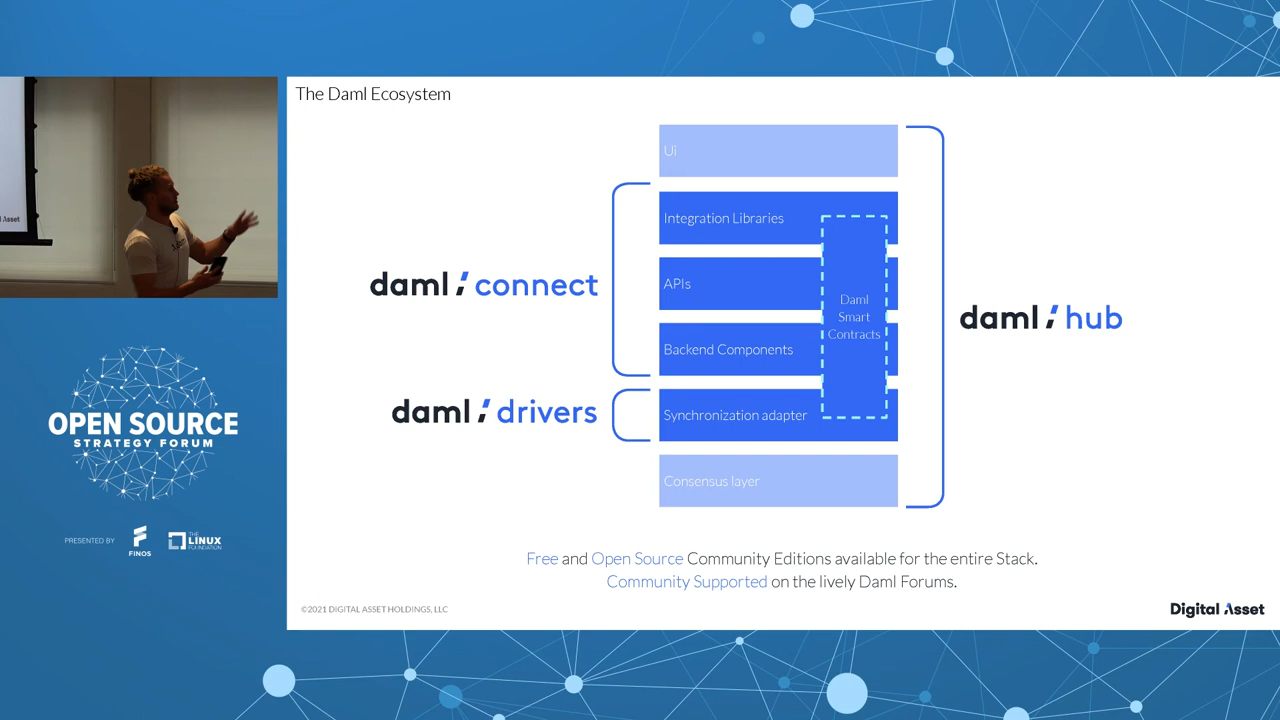 The Daml Ecosystem
Ui
Integration Libraries
APIs
Backend Components
Synchronization adapter
Consensus layer
Daml
Smart
Contracts
daml connect
daml drivers
daml hub
Free and Open Source Community Editions available for the entire Stack.
Community Supported on the lively Daml Forums.
©2021 DIGITAL ASSET HOLDINGS, LLC
Digital Asset
l Asset
OPEN SOURCE
STRATEGY FORUM
PRESENTED BY
FINOS
THE
LINUX
FOUNDATION